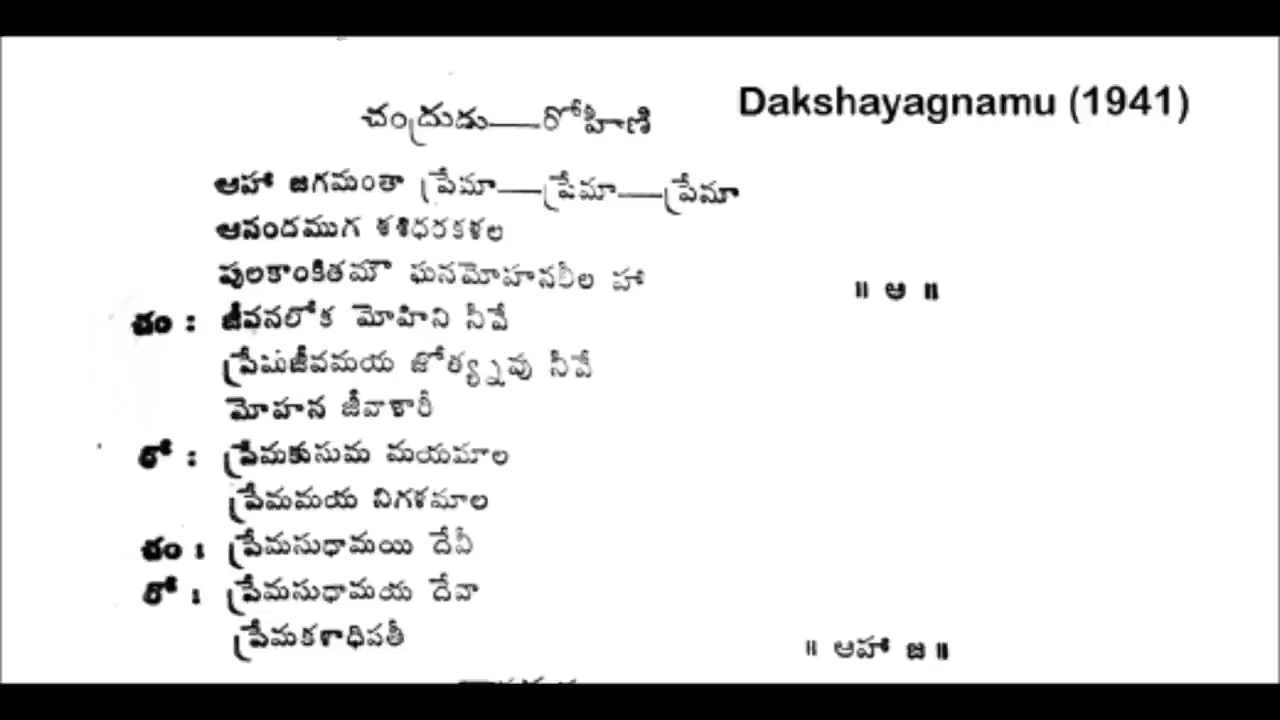 Dakshayagnamu (1941)
చంద్రుడు——రోహిణి
ఆహా జగమంతా ప్రేమా——ప్రేమా——ప్రేమా
ఆనందముగ శశిధరకళల
పులకాంకితమౌ ఘనమోహనలీల హా
॥ ఆ ॥
చం : జీవనలోక మోహిని నీవే
ప్రేమజీవమయ నీవే
మోహన
రో : ప్రేమకుసుమ మయమాల
ప్రేమమయ నిగళమాల
చం : ప్రేమసుధామయి దేవీ
రో : ప్రేమసుధామయ దేవా
ప్రేమకళాధిపతీ
॥ ఆహా జ॥